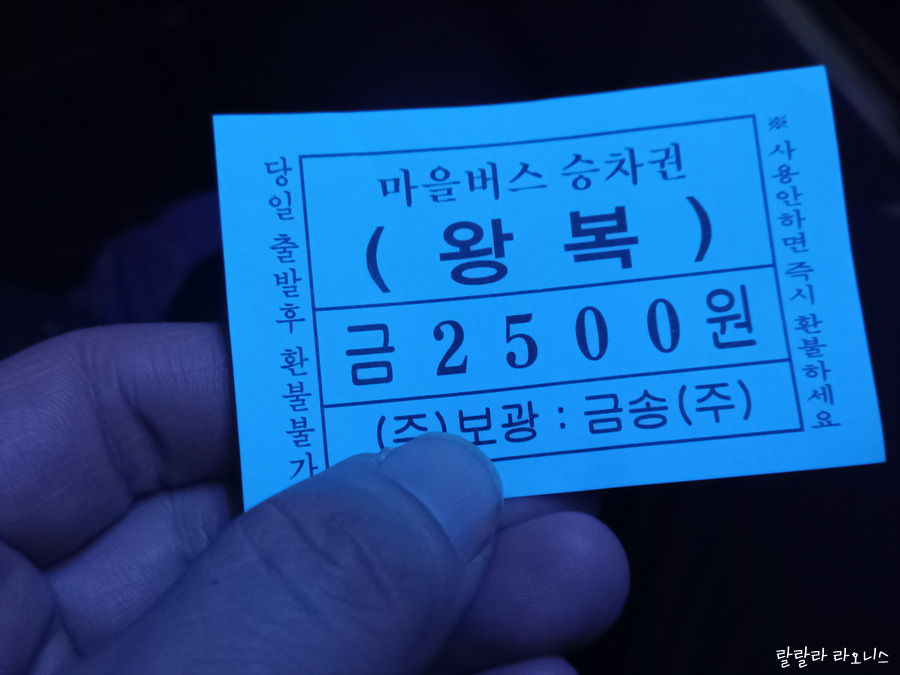 마을버스 승차권
( 왕 복 )
금 2500원
(주)보광 : 금송(주)
당일 출발후 환불불가
※ 사용안하면 즉시 환불하세요
랄랄라 라오니스